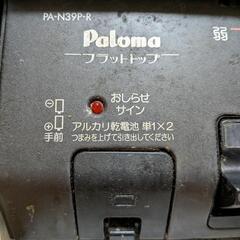 PA-N39P-R
Paloma
フラットトップ
おしらせ
サイン
アルカリ乾電池 単1×2
手前
つまみを上げて引き出してください